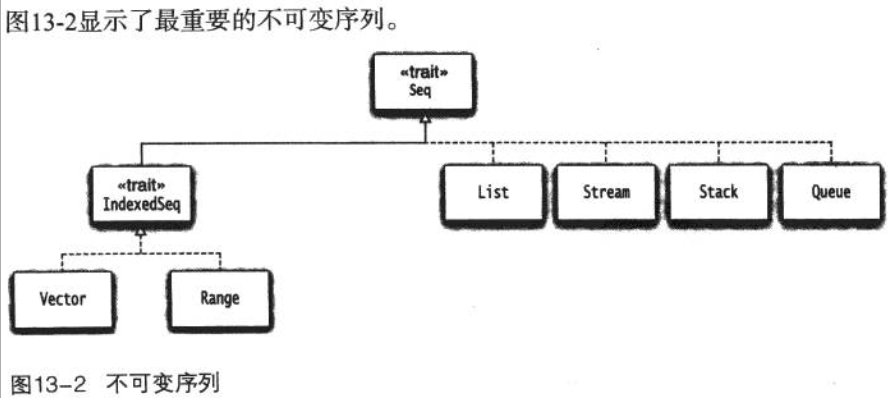 图13-2显示了最重要的不可变序列。
«trait»
Seq
«trait»
IndexedSeq
List
Stream
Stack
Queue
Vector
Range
图13-2 不可变序列